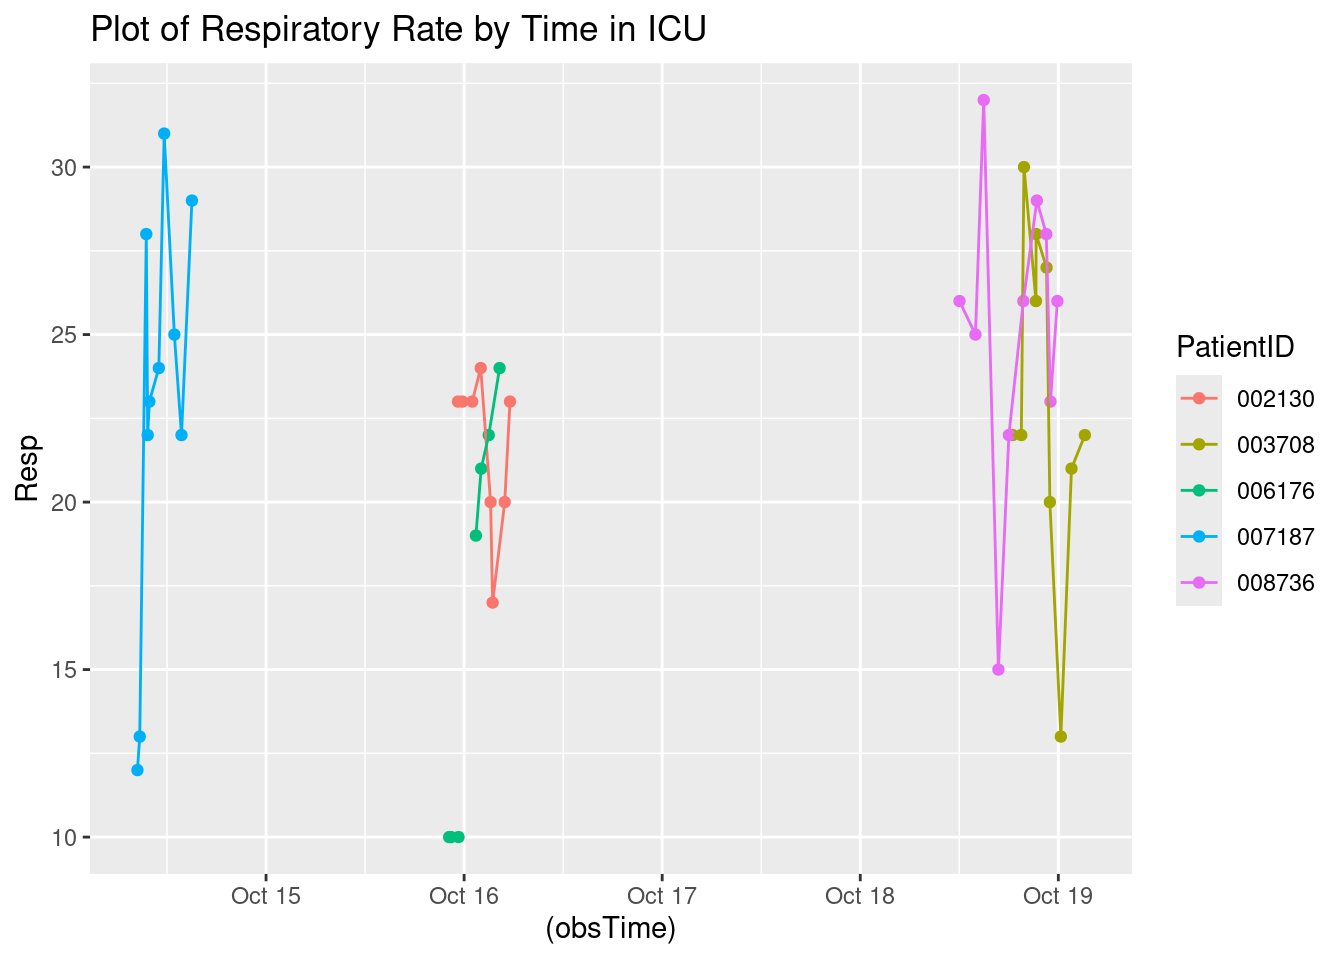 Plot of Respiratory Rate by Time in ICU
Resp
30
25
20
15
10
Oct 15
Oct 16
Oct 17
Oct 18
Oct 19
(obsTime)
PatientID
002130
003708
006176
007187
008736